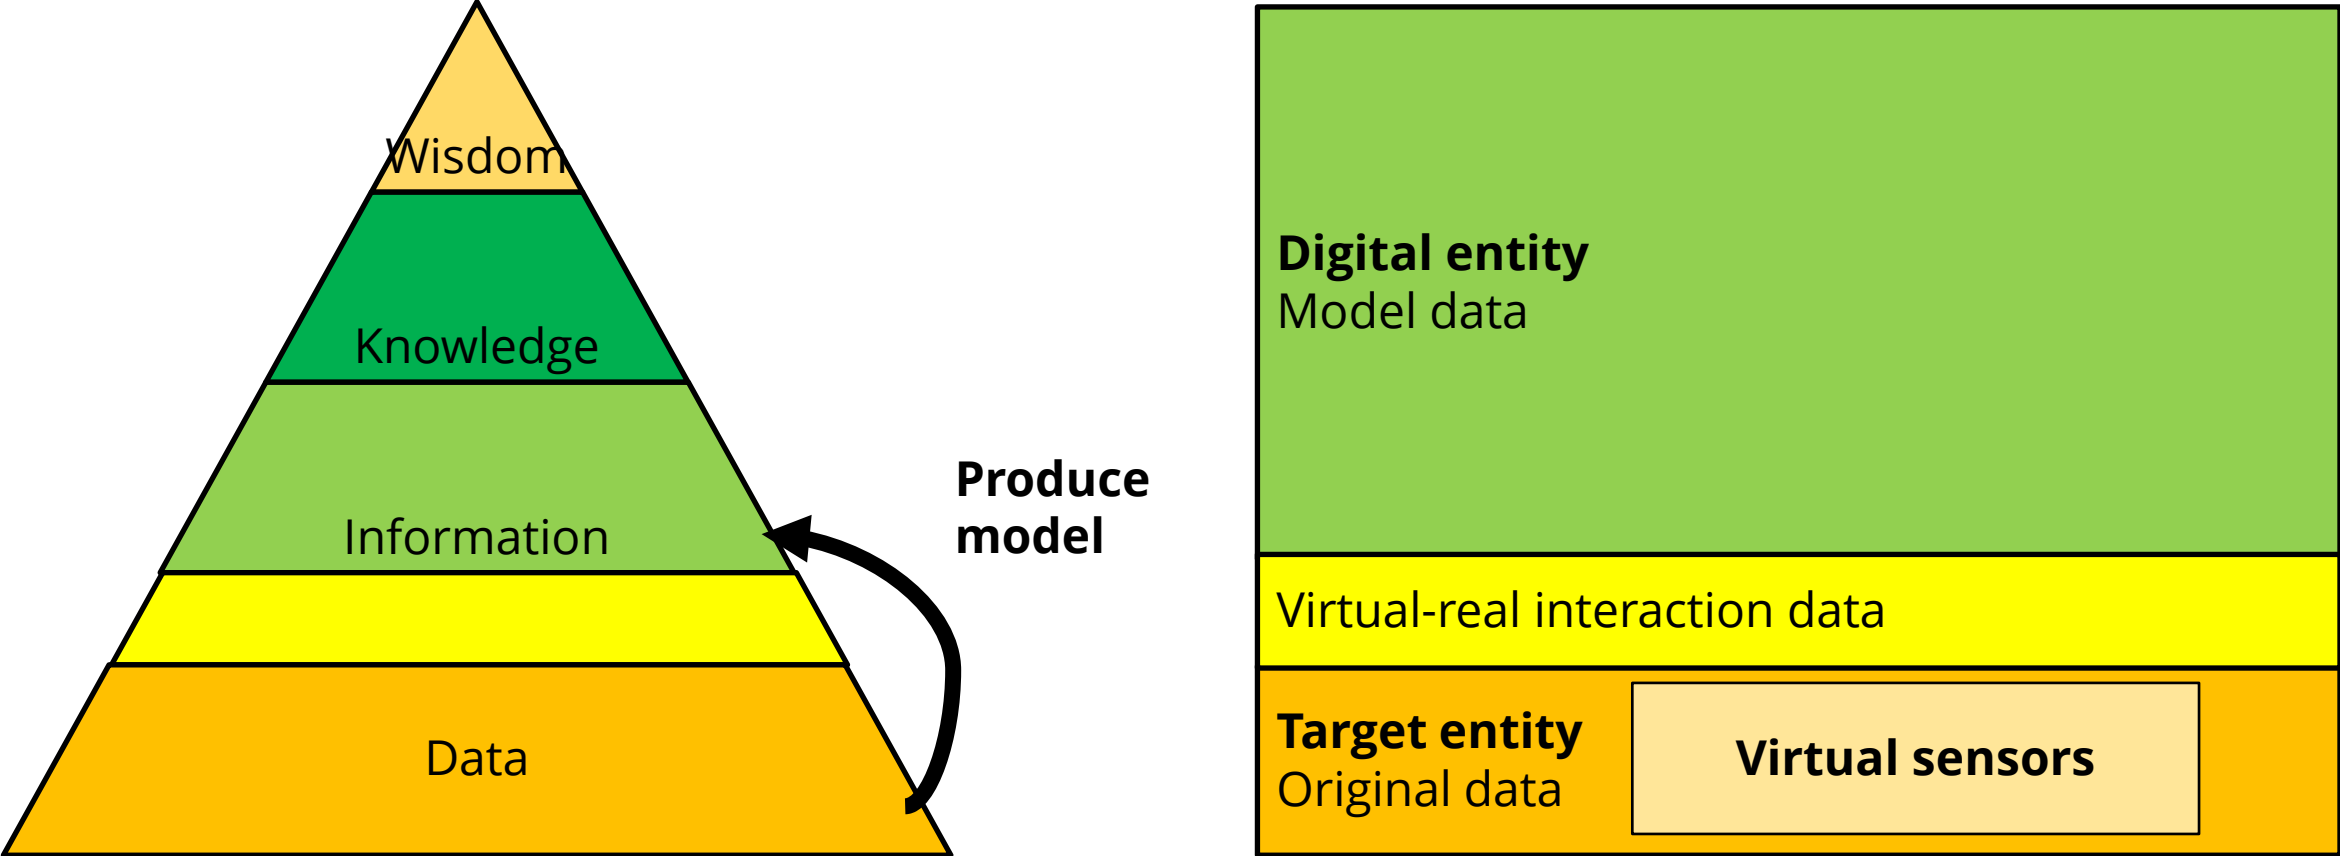 Wisdom
Knowledge
Information
Data
Produce
model
Digital entity
Model data
Virtual-real interaction data
Target entity
Original data
Virtual sensors